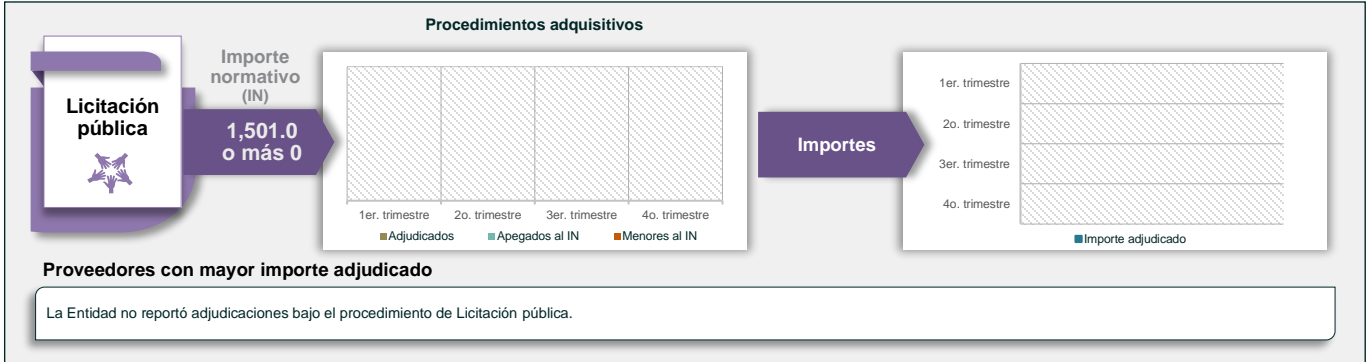 Procedimientos adquisitivos
Licitación
pública
Importe
normativo
(IN)
1,501.0
o más 0
1er. trimestre 2o. trimestre 3er. trimestre 4o. trimestre
Adjudicados Apegados al IN Menores al IN
Importes
1er. trimestre
2o. trimestre
3er. trimestre
4o. trimestre
Importe adjudicado
Proveedores con mayor importe adjudicado
La Entidad no reportó adjudicaciones bajo el procedimiento de Licitación pública.